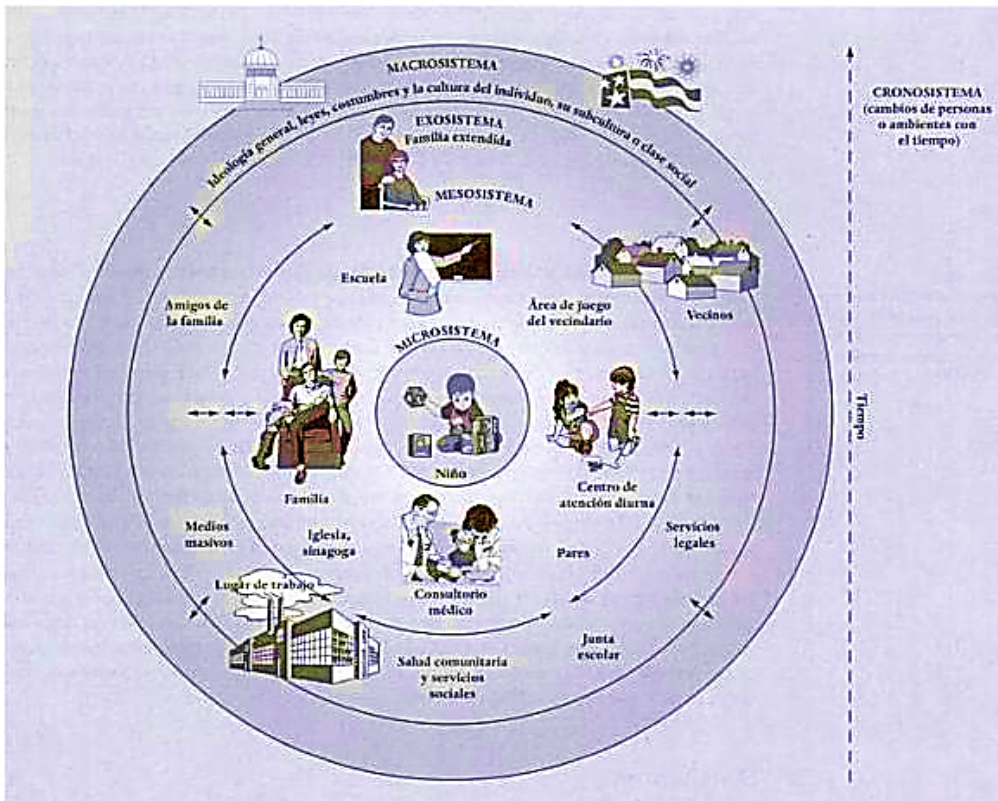 MACROSISTEMA
Ideología general, leyes, costumbres y la cultura del individuo, su subcultura o clase social
EXOSISTEMA
Familia extendida
MESOSISTEMA
Escuela
Amigos de
la familia
Área de juego
del vecindario
Vecinos
MICROSISTEMA
Niño
Familia
Centro de
atención diurna
Medios
masivos
Iglesia,
sinagoga
Consultorio
médico
Pares
Servicios
legales
Lugar de trabajo
Salud comunitaria
y servicios
sociales
Junta
escolar
CRONOSISTEMA
(cambios de personas
o ambientes con
el tiempo)
Tiempo